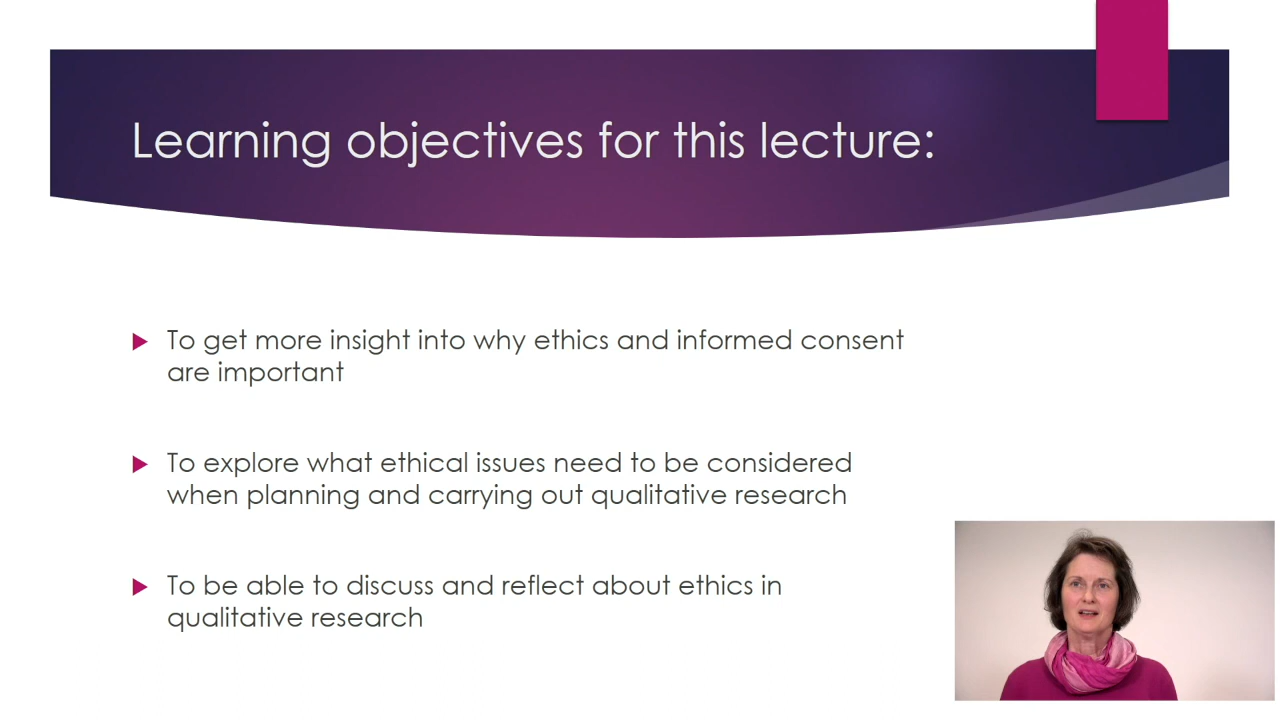 Learning objectives for this lecture:
To get more insight into why ethics and informed consent
are important
To explore what ethical issues need to be considered
when planning and carrying out qualitative research
To be able to discuss and reflect about ethics in
qualitative research